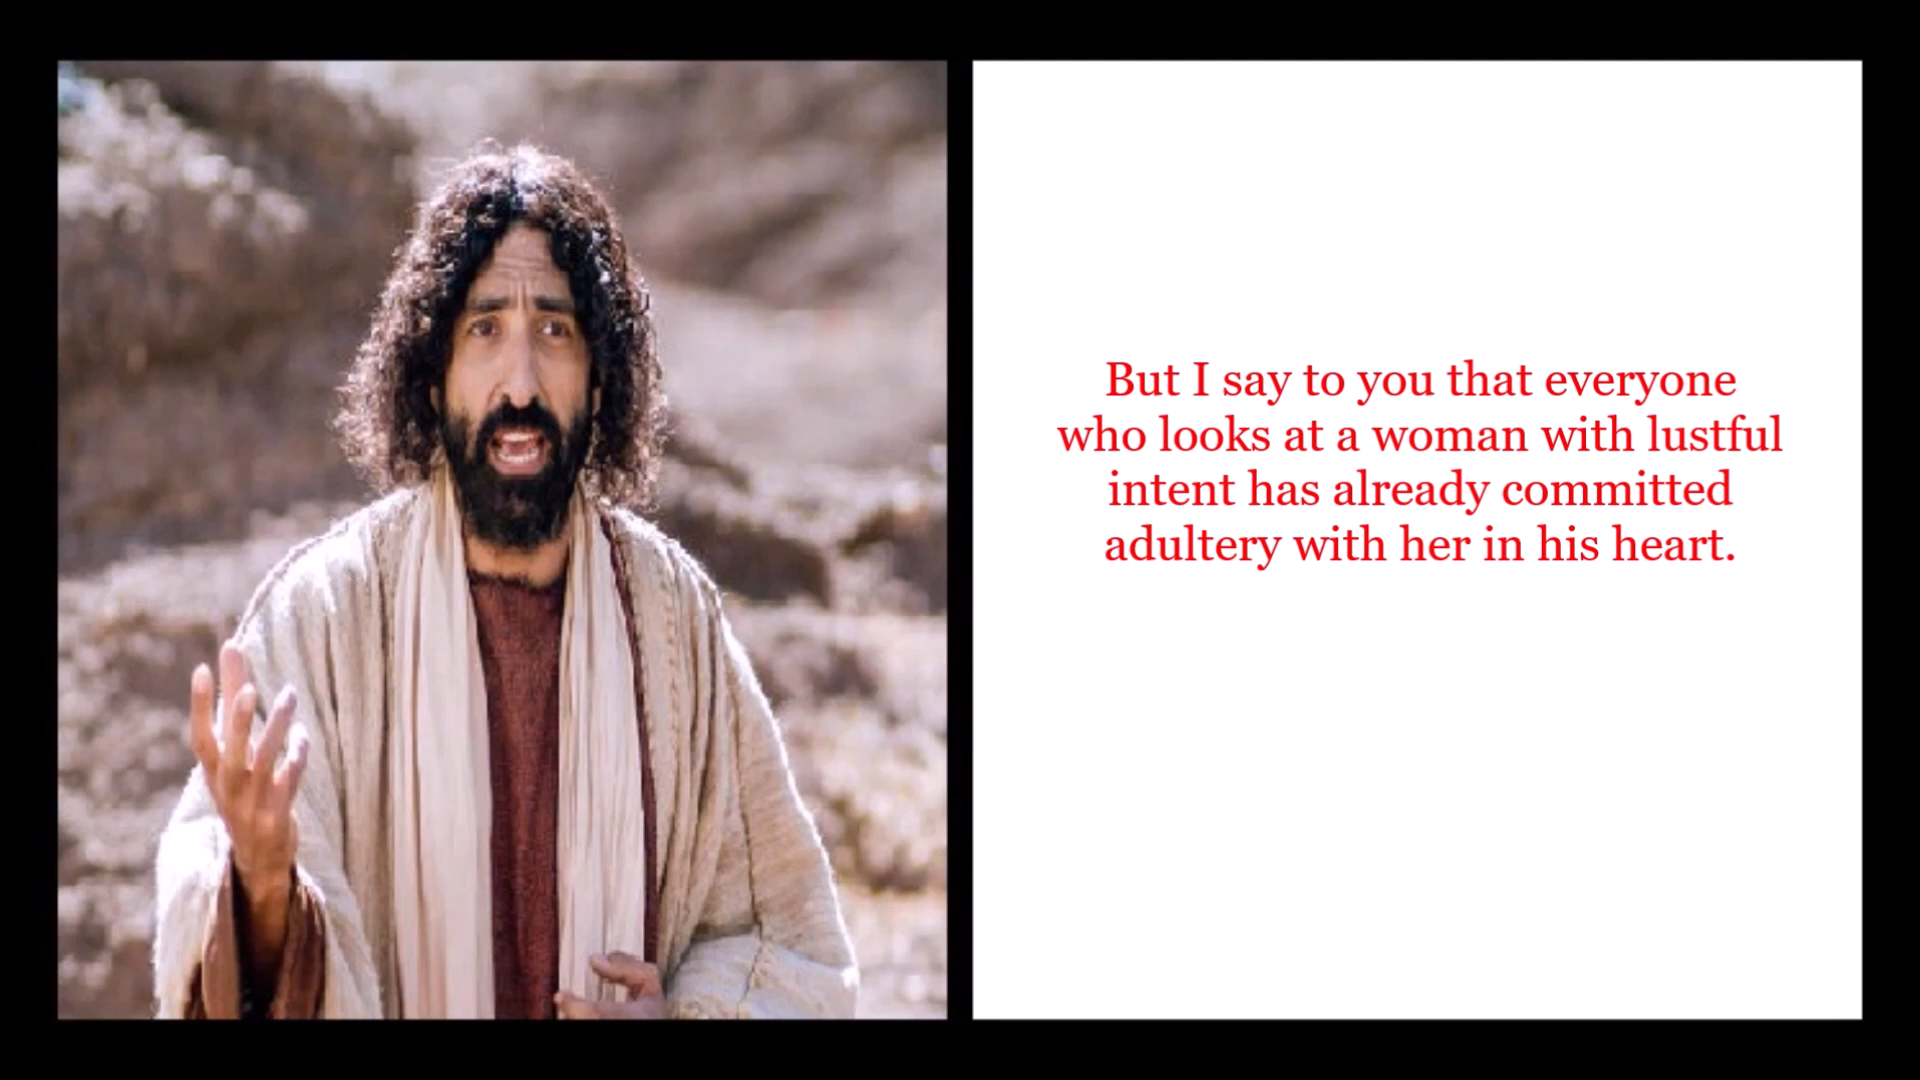 But I say to you that everyone
who looks at a woman with lustful
intent has already committed
adultery with her in his heart.